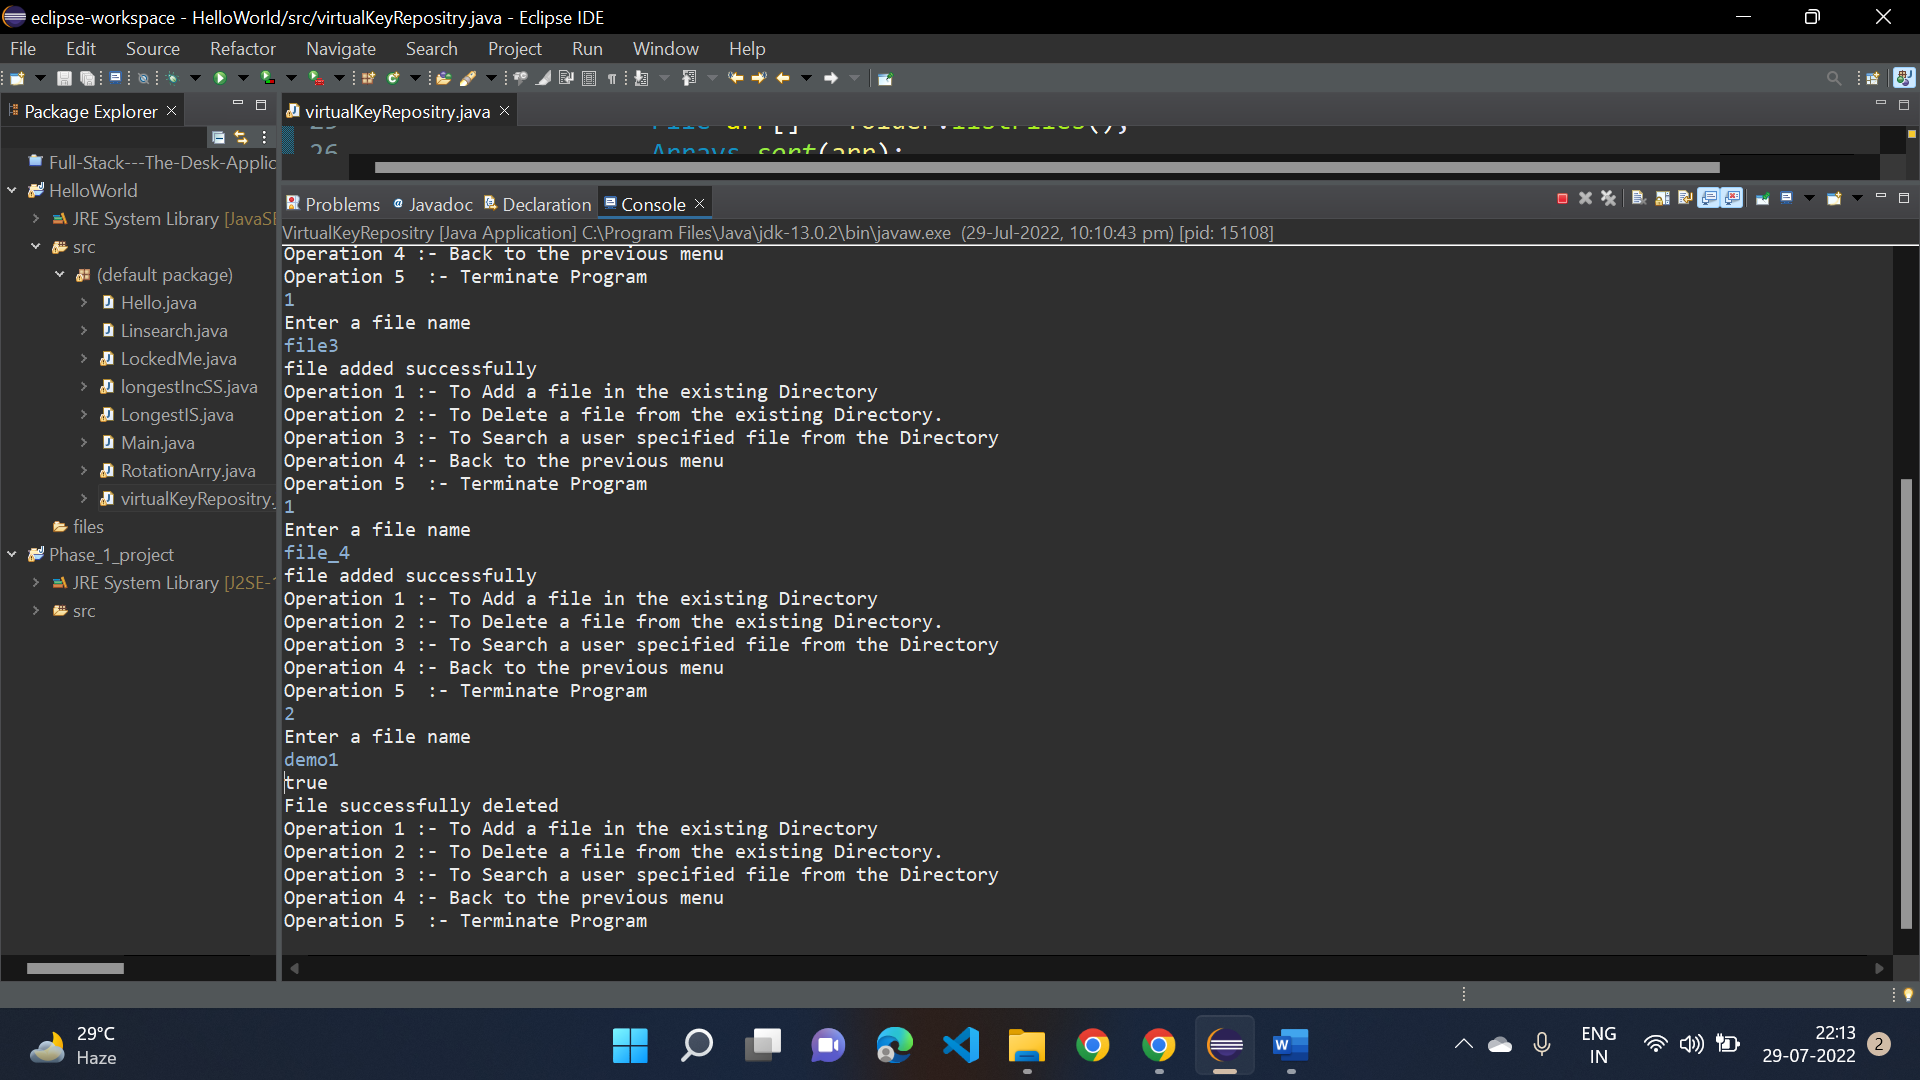 eclipse-workspace - HelloWorld/src/virtualKeyRepositry.java - Eclipse IDE
File Edit Source Refactor Navigate Search Project Run Window Help
Package Explorer
virtualKeyRepositry.java
26
Arrays.sort(arr);
Full-Stack---The-Desk-Applic
HelloWorld
JRE System Library [JavaSE
src
(default package)
Hello.java
Linsearch.java
LockedMe.java
longestIncSS.java
LongestIS.java
Main.java
RotationArry.java
virtualKeyRepositry.
files
Phase_1_project
JRE System Library [J2SE-
src
Problems Javadoc Declaration Console
VirtualKeyRepositry [Java Application] C:\Program Files\Java\jdk-13.0.2\bin\javaw.exe (29-Jul-2022, 10:10:43 pm) [pid: 15108]
Operation 4 :- Back to the previous menu
Operation 5  :- Terminate Program
1
Enter a file name
file3
file added successfully
Operation 1 :- To Add a file in the existing Directory
Operation 2 :- To Delete a file from the existing Directory.
Operation 3 :- To Search a user specified file from the Directory
Operation 4 :- Back to the previous menu
Operation 5  :- Terminate Program
1
Enter a file name
file_4
file added successfully
Operation 1 :- To Add a file in the existing Directory
Operation 2 :- To Delete a file from the existing Directory.
Operation 3 :- To Search a user specified file from the Directory
Operation 4 :- Back to the previous menu
Operation 5  :- Terminate Program
2
Enter a file name
demo1
true
File successfully deleted
Operation 1 :- To Add a file in the existing Directory
Operation 2 :- To Delete a file from the existing Directory.
Operation 3 :- To Search a user specified file from the Directory
Operation 4 :- Back to the previous menu
Operation 5  :- Terminate Program
29°C
Haze
ENG
IN
22:13
29-07-2022
2